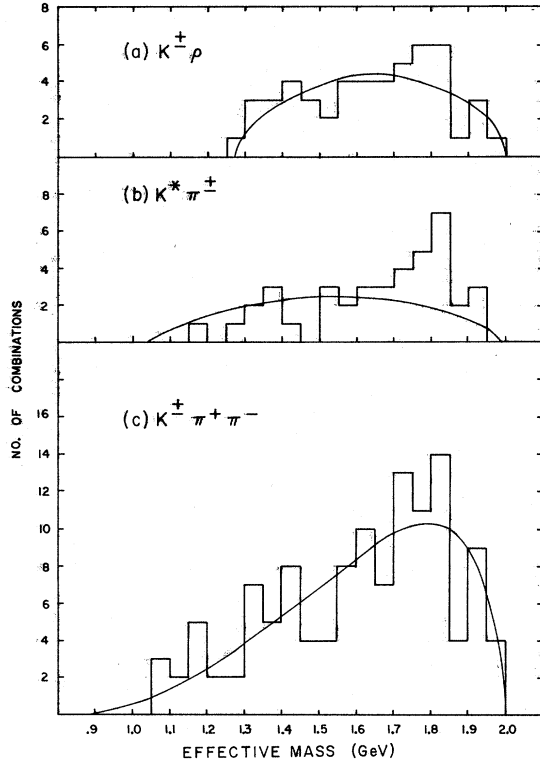 8
6
(a) K± ρ
4
2
8
(b) K* π±
6
4
2
NO. OF COMBINATIONS
16
(c) K± π+ π−
14
12
10
8
6
4
2
.9 1.0 1.1 1.2 1.3 1.4 1.5 1.6 1.7 1.8 1.9 2.0
EFFECTIVE MASS (GeV)